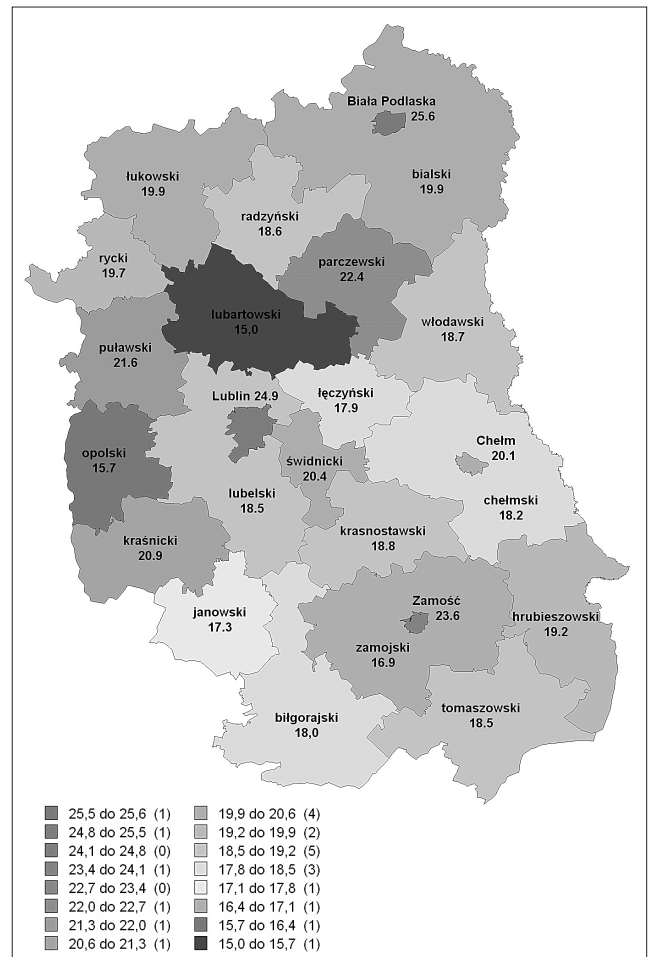 Biała Podlaska
25.6
łukowski
19.9
bialski
19.9
radzyński
18.6
rycki
19.7
parczewski
22.4
lubartowski
15,0
włodawski
18.7
puławski
21.6
Lublin 24.9
łęczyński
17.9
opolski
15.7
świdnicki
20.4
Chełm
20.1
lubelski
18.5
chełmski
18.2
kraśnicki
20.9
krasnostawski
18.8
janowski
17.3
Zamość
23.6
hrubieszowski
19.2
zamojski
16.9
biłgorajski
18,0
tomaszowski
18.5
25,5 do 25,6 (1)
24,8 do 25,5 (1)
24,1 do 24,8 (0)
23,4 do 24,1 (1)
22,7 do 23,4 (0)
22,0 do 22,7 (1)
21,3 do 22,0 (1)
20,6 do 21,3 (1)
19,9 do 20,6 (4)
19,2 do 19,9 (2)
18,5 do 19,2 (5)
17,8 do 18,5 (3)
17,1 do 17,8 (1)
16,4 do 17,1 (1)
15,7 do 16,4 (1)
15,0 do 15,7 (1)